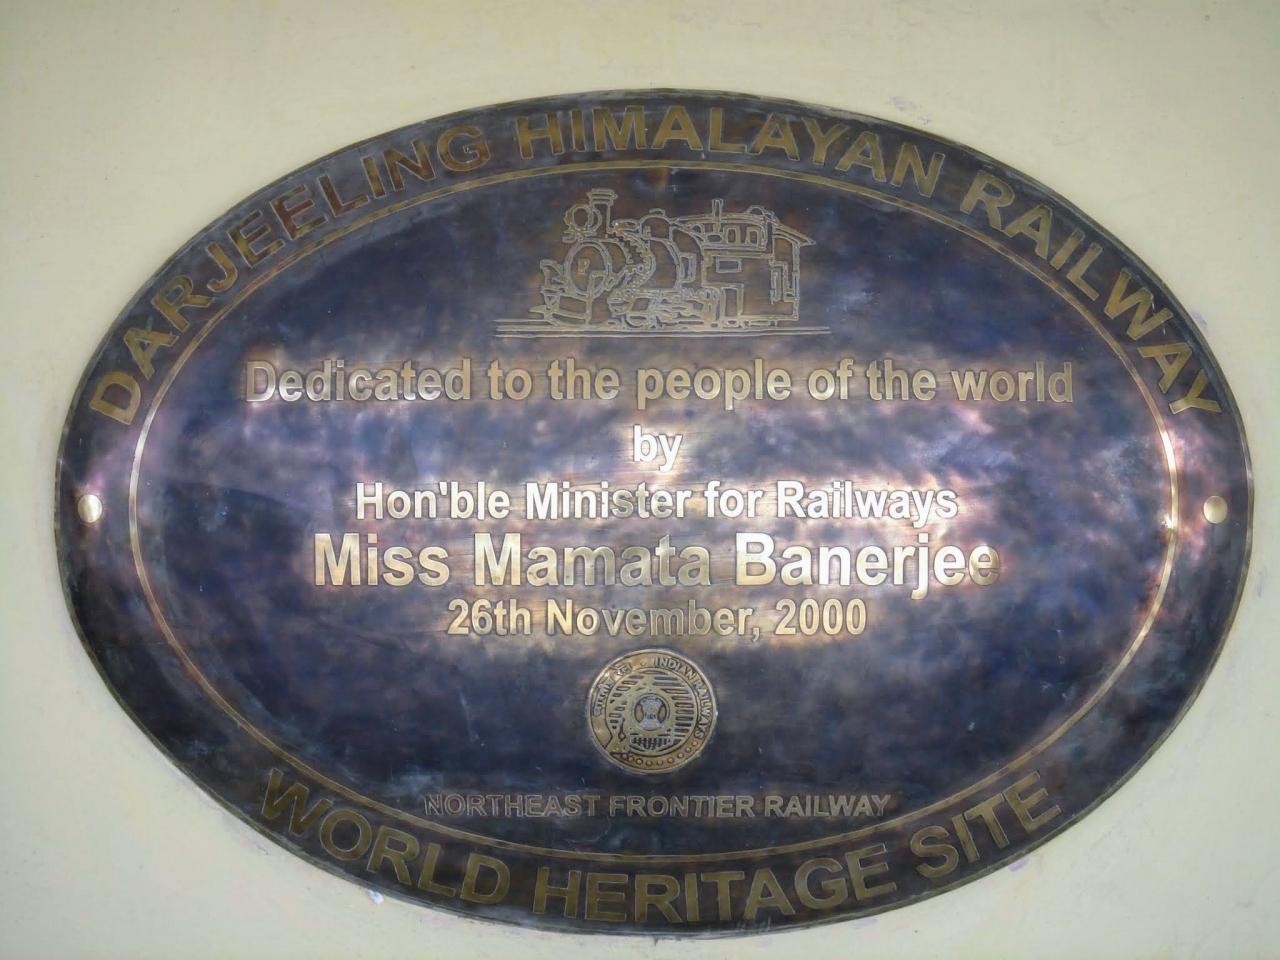 DARJEELING HIMALAYAN RAILWAY
Dedicated to the people of the world
by
Hon'ble Minister for Railways
Miss Mamata Banerjee
26th November, 2000
INDIAN RAILWAYS
NORTHEAST FRONTIER RAILWAY
WORLD HERITAGE SITE